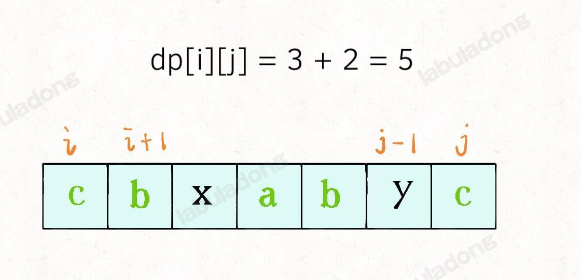 dp[i][j] = 3 + 2 = 5
i i+1 j-1 j
c b x a b y c
labuladong
labuladong
labuladong
labuladong